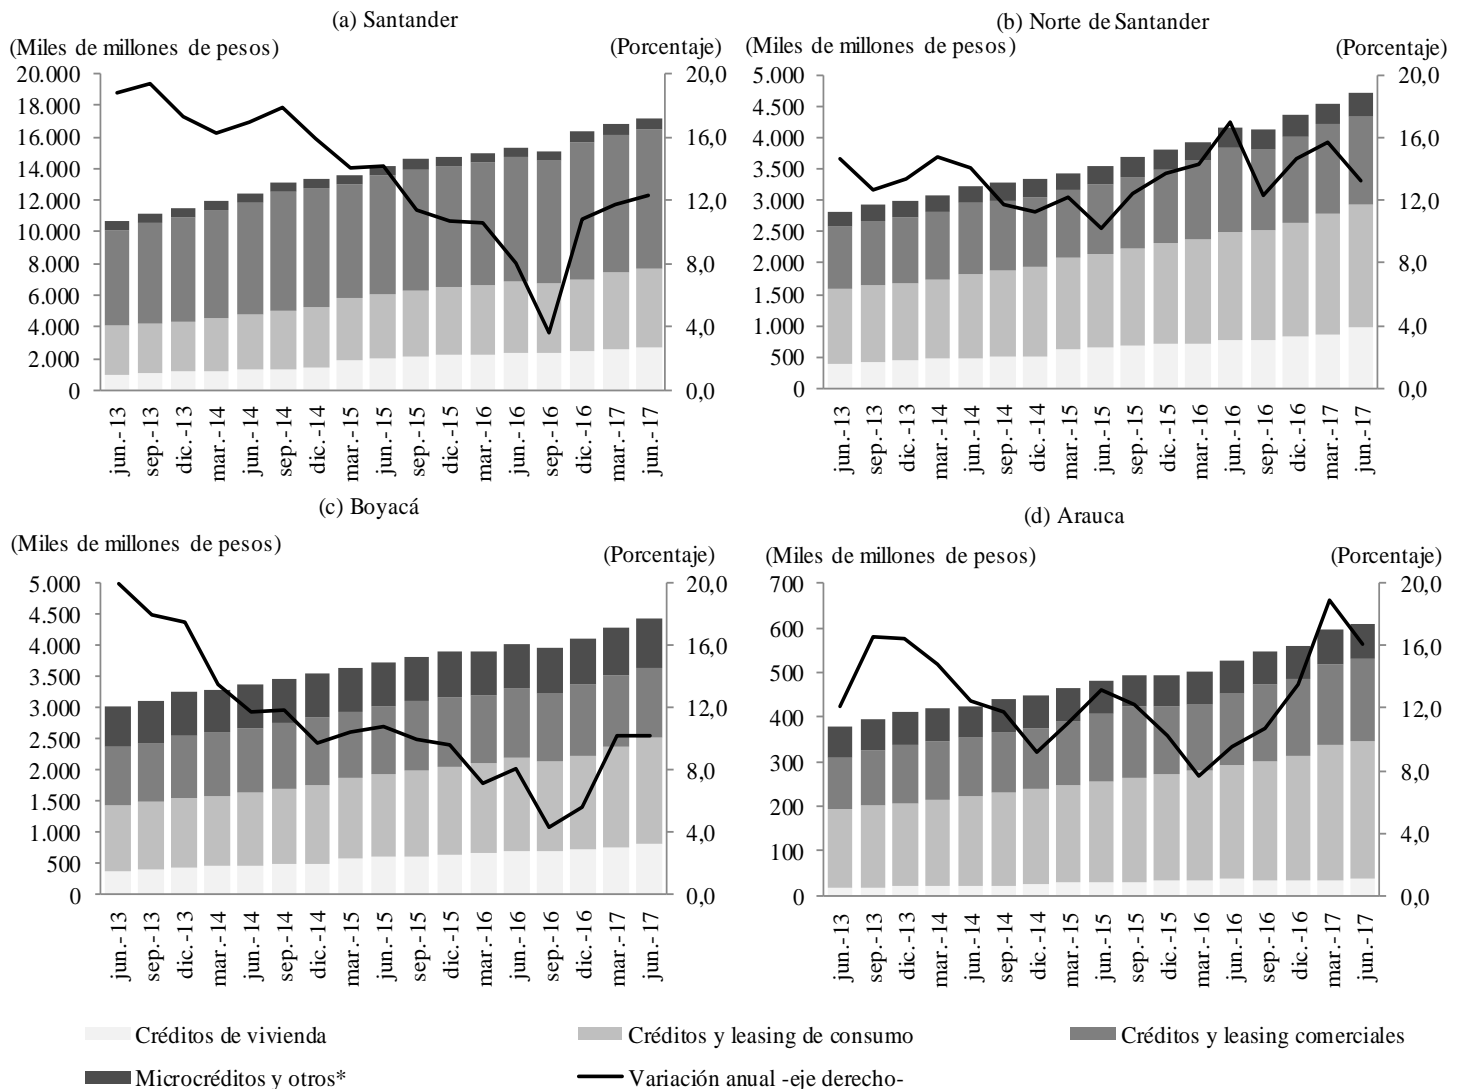 (a) Santander
(Miles de millones de pesos)
(Porcentaje)
20.000
18.000
16.000
14.000
12.000
10.000
8.000
6.000
4.000
2.000
0
20,0
16,0
12,0
8,0
4,0
0,0
jun.-13
sep.-13
dic.-13
mar.-14
jun.-14
sep.-14
dic.-14
mar.-15
jun.-15
sep.-15
dic.-15
mar.-16
jun.-16
sep.-16
dic.-16
mar.-17
jun.-17
(b) Norte de Santander
(Miles de millones de pesos)
(Porcentaje)
5.000
4.500
4.000
3.500
3.000
2.500
2.000
1.500
1.000
500
0
20,0
16,0
12,0
8,0
4,0
0,0
jun.-13
sep.-13
dic.-13
mar.-14
jun.-14
sep.-14
dic.-14
mar.-15
jun.-15
sep.-15
dic.-15
mar.-16
jun.-16
sep.-16
dic.-16
mar.-17
jun.-17
(c) Boyacá
(Miles de millones de pesos)
(Porcentaje)
5.000
4.500
4.000
3.500
3.000
2.500
2.000
1.500
1.000
500
0
20,0
16,0
12,0
8,0
4,0
0,0
jun.-13
sep.-13
dic.-13
mar.-14
jun.-14
sep.-14
dic.-14
mar.-15
jun.-15
sep.-15
dic.-15
mar.-16
jun.-16
sep.-16
dic.-16
mar.-17
jun.-17
(d) Arauca
(Miles de millones de pesos)
(Porcentaje)
700
600
500
400
300
200
100
0
20,0
16,0
12,0
8,0
4,0
0,0
jun.-13
sep.-13
dic.-13
mar.-14
jun.-14
sep.-14
dic.-14
mar.-15
jun.-15
sep.-15
dic.-15
mar.-16
jun.-16
sep.-16
dic.-16
mar.-17
jun.-17
Créditos de vivienda
Créditos y leasing de consumo
Créditos y leasing comerciales
Microcréditos y otros*
Variación anual -eje derecho-